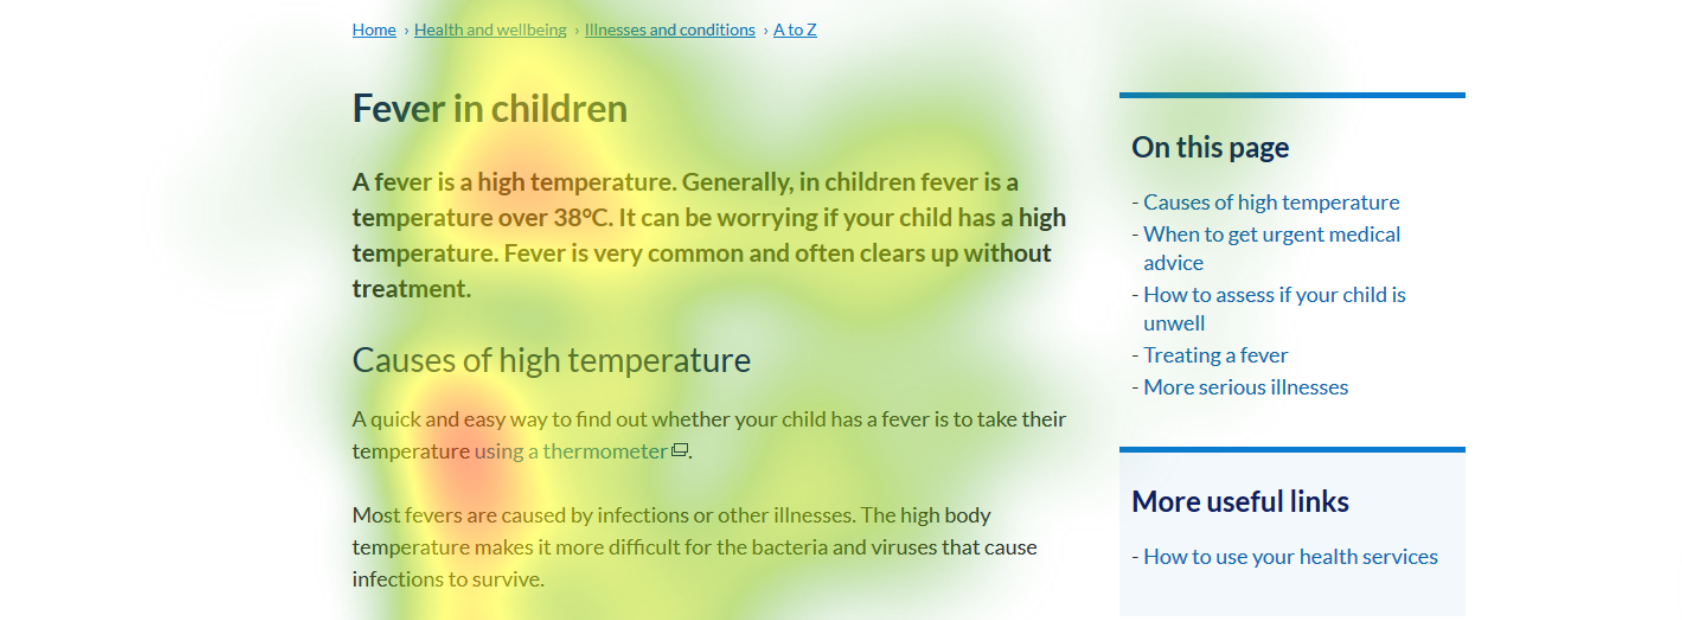 Home › Health and wellbeing › Illnesses and conditions › A to Z
Fever in children
A fever is a high temperature. Generally, in children fever is a
temperature over 38°C. It can be worrying if your child has a high
temperature. Fever is very common and often clears up without
treatment.
Causes of high temperature
A quick and easy way to find out whether your child has a fever is to take their
temperature using a thermometer.
Most fevers are caused by infections or other illnesses. The high body
temperature makes it more difficult for the bacteria and viruses that cause
infections to survive.
On this page
- Causes of high temperature
- When to get urgent medical
advice
- How to assess if your child is
unwell
- Treating a fever
- More serious illnesses
More useful links
- How to use your health services